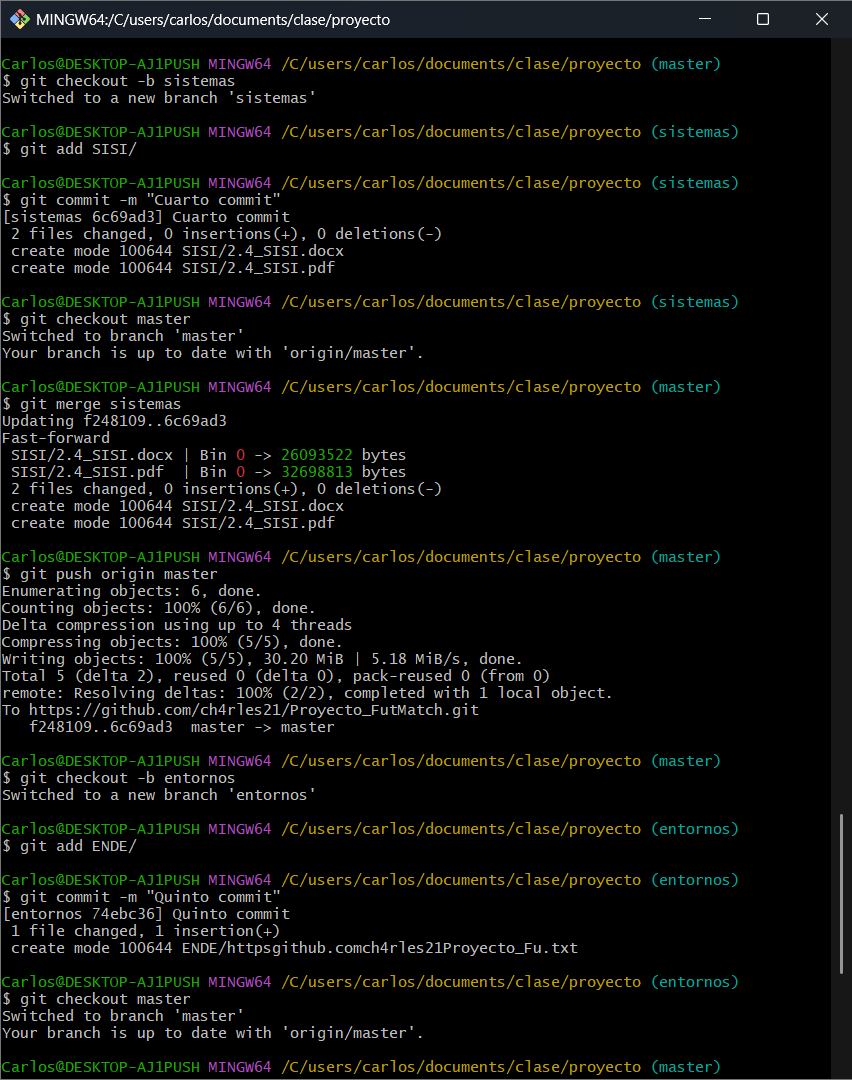 MINGW64:/C/users/carlos/documents/clase/proyecto
Carlos@DESKTOP-AJ1PUSH MINGW64 /C/users/carlos/documents/clase/proyecto (master)
$ git checkout -b sistemas
Switched to a new branch 'sistemas'
Carlos@DESKTOP-AJ1PUSH MINGW64 /C/users/carlos/documents/clase/proyecto (sistemas)
$ git add SISI/
Carlos@DESKTOP-AJ1PUSH MINGW64 /C/users/carlos/documents/clase/proyecto (sistemas)
$ git commit -m "Cuarto commit"
[sistemas 6c69ad3] Cuarto commit
 2 files changed, 0 insertions(+), 0 deletions(-)
 create mode 100644 SISI/2.4_SISI.docx
 create mode 100644 SISI/2.4_SISI.pdf
Carlos@DESKTOP-AJ1PUSH MINGW64 /C/users/carlos/documents/clase/proyecto (sistemas)
$ git checkout master
Switched to branch 'master'
Your branch is up to date with 'origin/master'.
Carlos@DESKTOP-AJ1PUSH MINGW64 /C/users/carlos/documents/clase/proyecto (master)
$ git merge sistemas
Updating f248109..6c69ad3
Fast-forward
 SISI/2.4_SISI.docx | Bin 0 -> 26093522 bytes
 SISI/2.4_SISI.pdf  | Bin 0 -> 32698813 bytes
 2 files changed, 0 insertions(+), 0 deletions(-)
 create mode 100644 SISI/2.4_SISI.docx
 create mode 100644 SISI/2.4_SISI.pdf
Carlos@DESKTOP-AJ1PUSH MINGW64 /C/users/carlos/documents/clase/proyecto (master)
$ git push origin master
Enumerating objects: 6, done.
Counting objects: 100% (6/6), done.
Delta compression using up to 4 threads
Compressing objects: 100% (5/5), done.
Writing objects: 100% (5/5), 30.20 MiB | 5.18 MiB/s, done.
Total 5 (delta 2), reused 0 (delta 0), pack-reused 0 (from 0)
remote: Resolving deltas: 100% (2/2), completed with 1 local object.
To https://github.com/ch4rles21/Proyecto_FutMatch.git
   f248109..6c69ad3  master -> master
Carlos@DESKTOP-AJ1PUSH MINGW64 /C/users/carlos/documents/clase/proyecto (master)
$ git checkout -b entornos
Switched to a new branch 'entornos'
Carlos@DESKTOP-AJ1PUSH MINGW64 /C/users/carlos/documents/clase/proyecto (entornos)
$ git add ENDE/
Carlos@DESKTOP-AJ1PUSH MINGW64 /C/users/carlos/documents/clase/proyecto (entornos)
$ git commit -m "Quinto commit"
[entornos 74ebc36] Quinto commit
 1 file changed, 1 insertion(+)
 create mode 100644 ENDE/httpsgithub.comch4rles21Proyecto_Fu.txt
Carlos@DESKTOP-AJ1PUSH MINGW64 /C/users/carlos/documents/clase/proyecto (entornos)
$ git checkout master
Switched to branch 'master'
Your branch is up to date with 'origin/master'.
Carlos@DESKTOP-AJ1PUSH MINGW64 /C/users/carlos/documents/clase/proyecto (master)